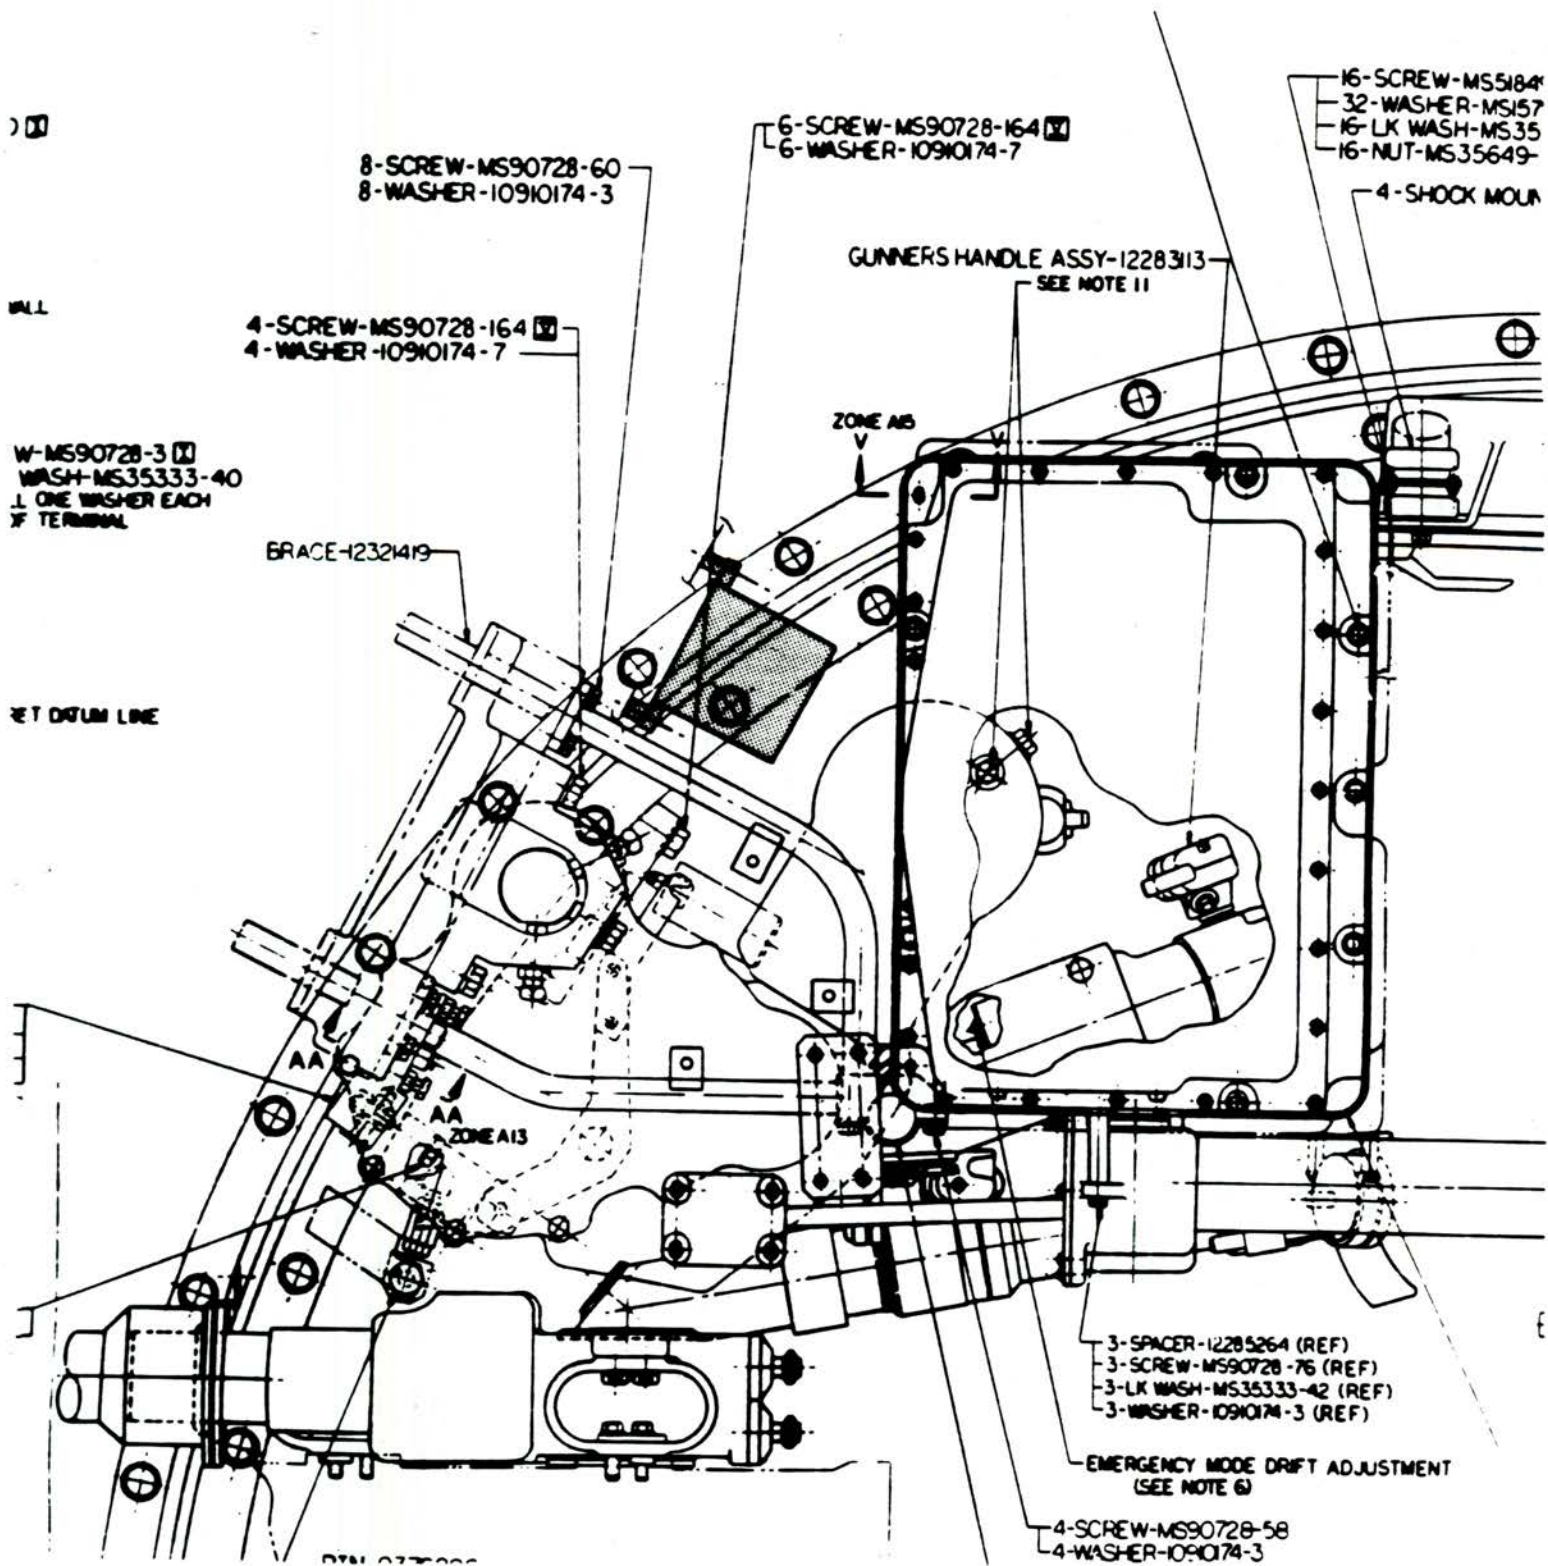 16-SCREW-MS5184
32-WASHER-MS157
16-LK WASH-MS35
16-NUT-MS35649-
4-SHOCK MOUN
6-SCREW-MS90728-164 V
6-WASHER-10910174-7
8-SCREW-MS90728-60
8-WASHER-10910174-3
GUNNERS HANDLE ASSY-12283113
SEE NOTE 11
4-SCREW-MS90728-164 V
4-WASHER-10910174-7
ZONE A15
V V
W-MS90728-3
WASH-MS35333-40
L ONE WASHER EACH
OF TERMINAL
BRACE-12321419
ET DATUM LINE
AA
AA
ZONE A13
3-SPACER-12285264 (REF)
3-SCREW-MS90728-76 (REF)
3-LK WASH-MS35333-42 (REF)
3-WASHER-10910174-3 (REF)
EMERGENCY MODE DRIFT ADJUSTMENT
(SEE NOTE 6)
4-SCREW-MS90728-58
4-WASHER-10910174-3